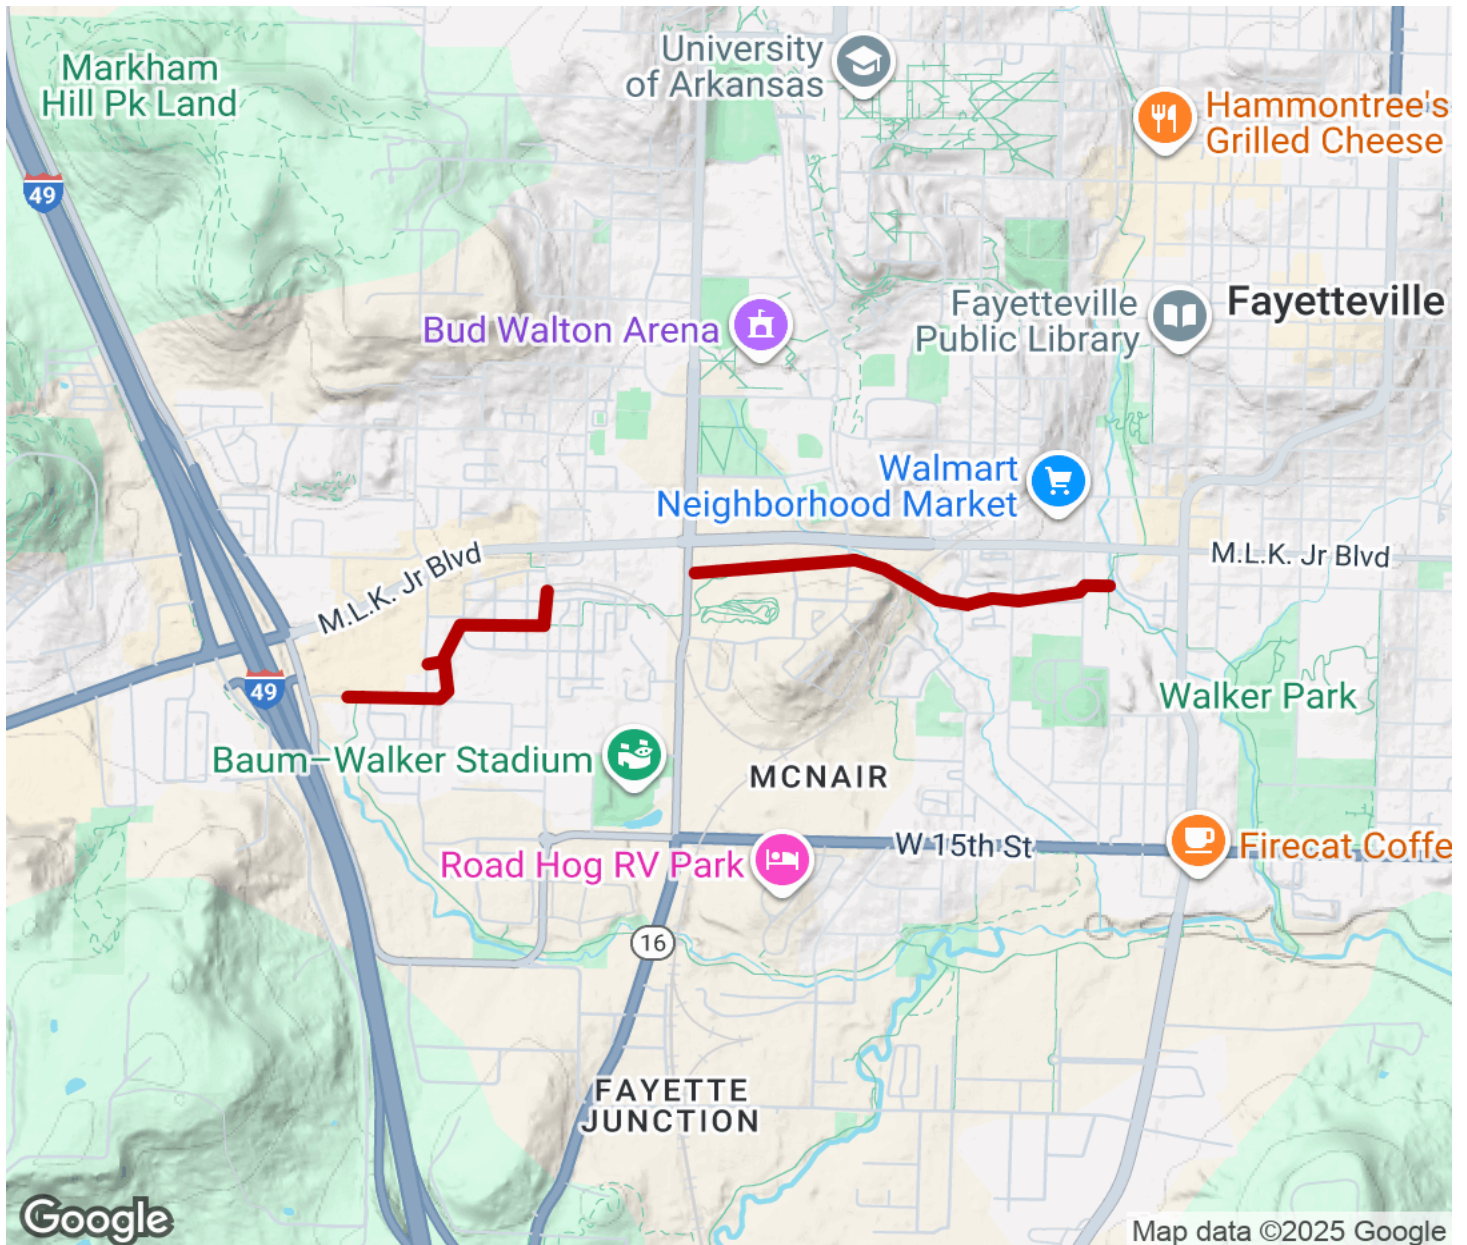 University
of Arkansas
Markham
Hill Pk Land
Hammontree's
Grilled Cheese
49
Fayetteville
Public Library
Fayetteville
Bud Walton Arena
Walmart
Neighborhood Market
M.L.K. Jr Blvd
M.L.K. Jr Blvd
49
Walker Park
Baum–Walker Stadium
MCNAIR
W 15th St
Firecat Coffe
Road Hog RV Park
16
FAYETTE
JUNCTION
Google
Map data ©2025 Google